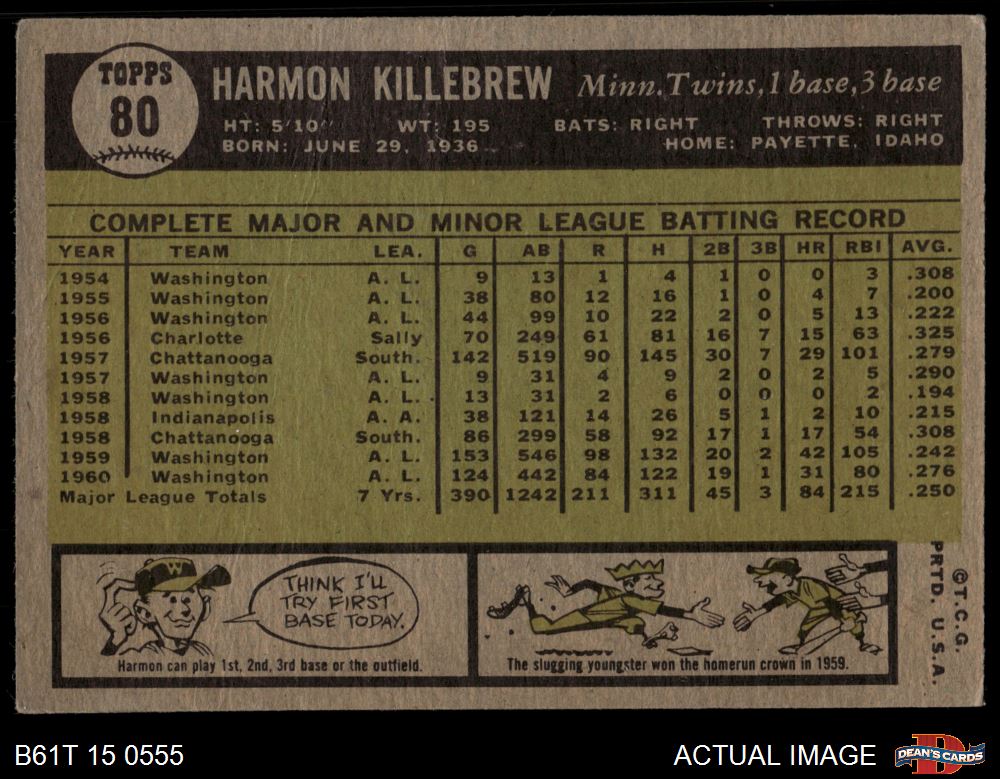 TOPPS
80
HARMON KILLEBREW Minn. Twins, 1 base, 3 base
HT: 5'10" WT: 195 BATS: RIGHT THROWS: RIGHT
BORN: JUNE 29, 1936 HOME: PAYETTE, IDAHO
COMPLETE MAJOR AND MINOR LEAGUE BATTING RECORD
YEAR TEAM LEA. G AB R H 2B 3B HR RBI AVG.
1954 Washington A. L. 9 13 1 4 1 0 0 3 .308
1955 Washington A. L. 38 80 12 16 1 0 4 7 .200
1956 Washington A. L. 44 99 10 22 2 0 5 13 .222
1956 Charlotte Sally 70 249 61 81 16 7 15 63 .325
1957 Chattanooga South. 142 519 90 145 30 7 29 101 .279
1957 Washington A. L. 9 31 4 9 2 0 2 5 .290
1958 Washington A. L. 13 31 2 6 0 0 0 2 .194
1958 Indianapolis A. A. 38 121 14 26 5 1 2 10 .215
1958 Chattanooga South. 86 299 58 92 17 1 17 54 .308
1959 Washington A. L. 153 546 98 132 20 2 42 105 .242
1960 Washington A. L. 124 442 84 122 19 1 31 80 .276
Major League Totals 7 Yrs. 390 1242 211 311 45 3 84 215 .250
W
THINK I'LL
TRY FIRST
BASE TODAY.
Harmon can play 1st, 2nd, 3rd base or the outfield.
The slugging youngster won the homerun crown in 1959.
©T.C.G.
PRTD. U.S.A.
B61T 15 0555
ACTUAL IMAGE
DEAN'S CARDS